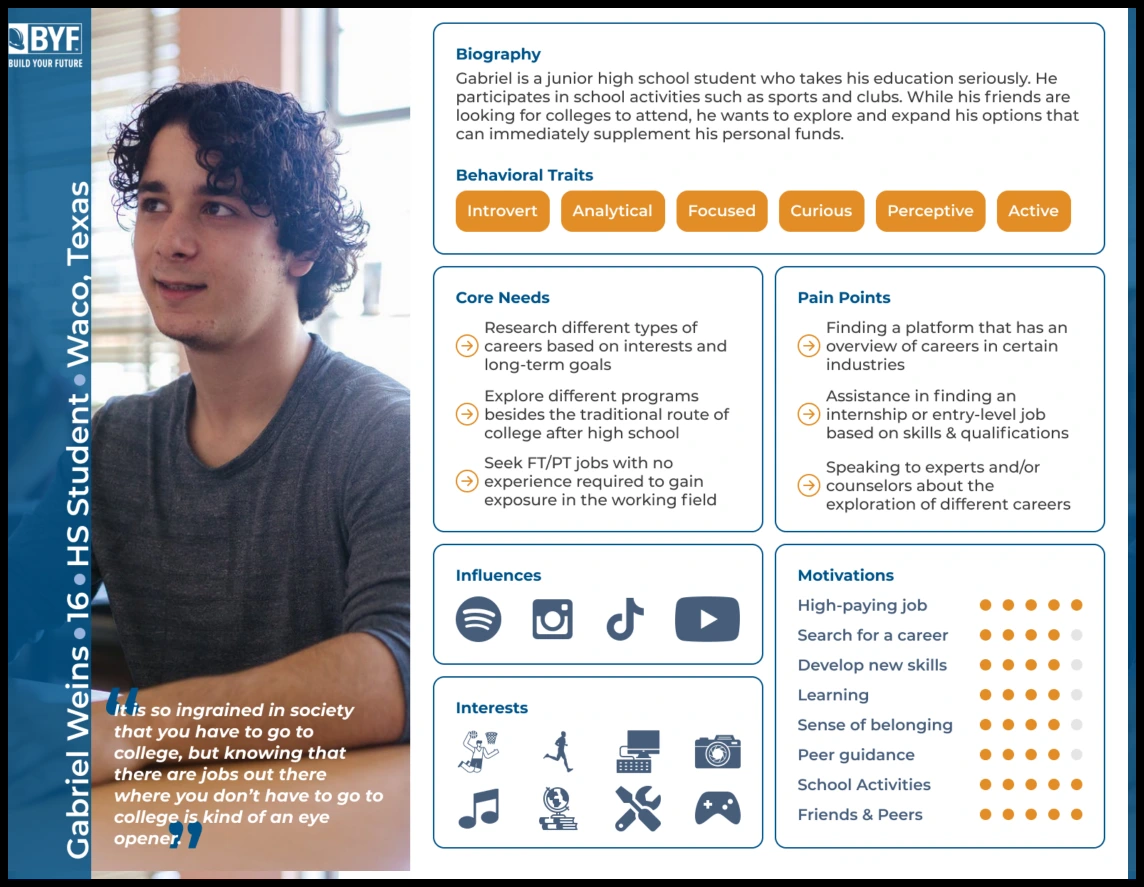 BYF
BUILD YOUR FUTURE
Gabriel Weins • 16 • HS Student • Waco, Texas
“It is so ingrained in society
that you have to go to
college, but knowing that
there are jobs out there
where you don’t have to go to
college is kind of an eye
opener.”
Biography
Gabriel is a junior high school student who takes his education seriously. He
participates in school activities such as sports and clubs. While his friends are
looking for colleges to attend, he wants to explore and expand his options that
can immediately supplement his personal funds.
Behavioral Traits
Introvert Analytical Focused Curious Perceptive Active
Core Needs
Research different types of
careers based on interests and
long-term goals
Explore different programs
besides the traditional route of
college after high school
Seek FT/PT jobs with no
experience required to gain
exposure in the working field
Pain Points
Finding a platform that has an
overview of careers in certain
industries
Assistance in finding an
internship or entry-level job
based on skills & qualifications
Speaking to experts and/or
counselors about the
exploration of different careers
Influences
Interests
Motivations
High-paying job
Search for a career
Develop new skills
Learning
Sense of belonging
Peer guidance
School Activities
Friends & Peers